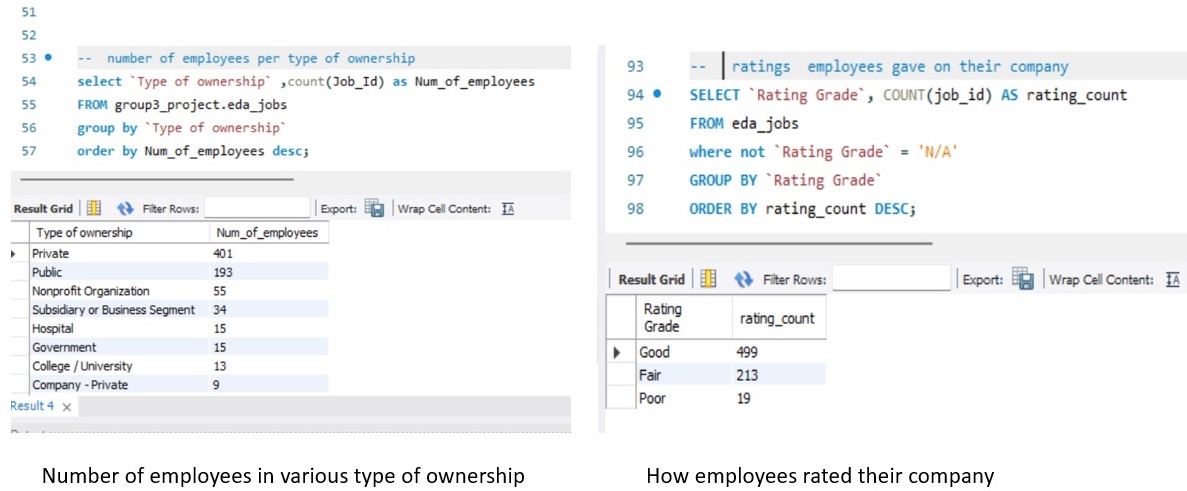 51
52
53 -- number of employees per type of ownership
54 select `Type of ownership` ,count(Job_Id) as Num_of_employees
55 FROM group3_project.eda_jobs
56 group by `Type of ownership`
57 order by Num_of_employees desc;
Result Grid Filter Rows: Export: Wrap Cell Content: IA
Type of ownership Num_of_employees
Private 401
Public 193
Nonprofit Organization 55
Subsidiary or Business Segment 34
Hospital 15
Government 15
College / University 13
Company - Private 9
Result 4 ×
Number of employees in various type of ownership
93 -- ratings employees gave on their company
94 SELECT `Rating Grade`, COUNT(job_id) AS rating_count
95 FROM eda_jobs
96 where not `Rating Grade` = 'N/A'
97 GROUP BY `Rating Grade`
98 ORDER BY rating_count DESC;
Result Grid Filter Rows: Export: Wrap Cell Content: IA
Rating
Grade rating_count
Good 499
Fair 213
Poor 19
How employees rated their company